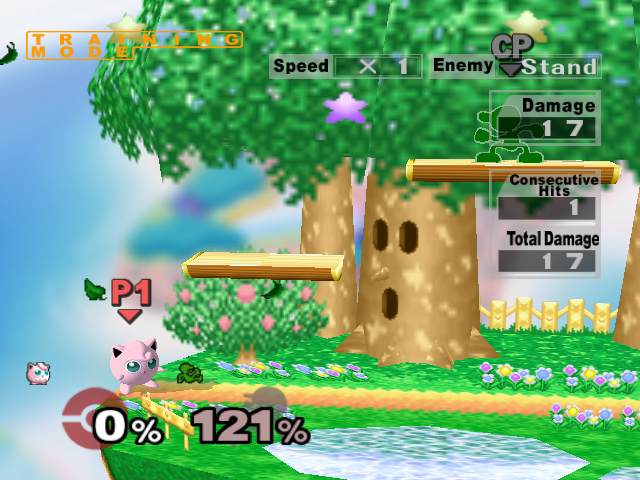 TRAINING
MODE
Speed × 1
Enemy Stand
CP
Damage
17
Consecutive
Hits
1
Total Damage
17
P1
0% 121%